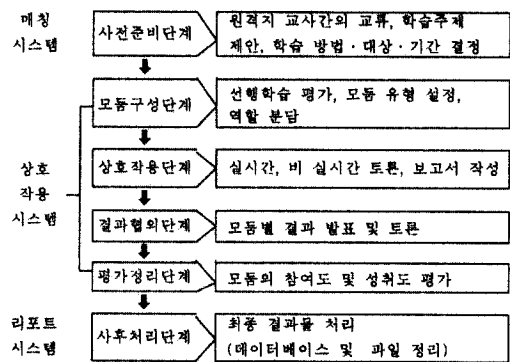 매칭
시스템
사전준비단계
원격지 교사간의 교류, 학습주제
제안, 학습 방법·대상·기간 결정
모둠구성단계
선행학습 평가, 모둠 유형 설정,
역할 분담
상호
작용
시스템
상호작용단계
실시간, 비 실시간 토론, 보고서 작성
결과협의단계
모둠별 결과 발표 및 토론
평가정리단계
모둠의 참여도 및 성취도 평가
리포트
시스템
사후처리단계
최종 결과물 처리
(데이터베이스 및 파일 정리)